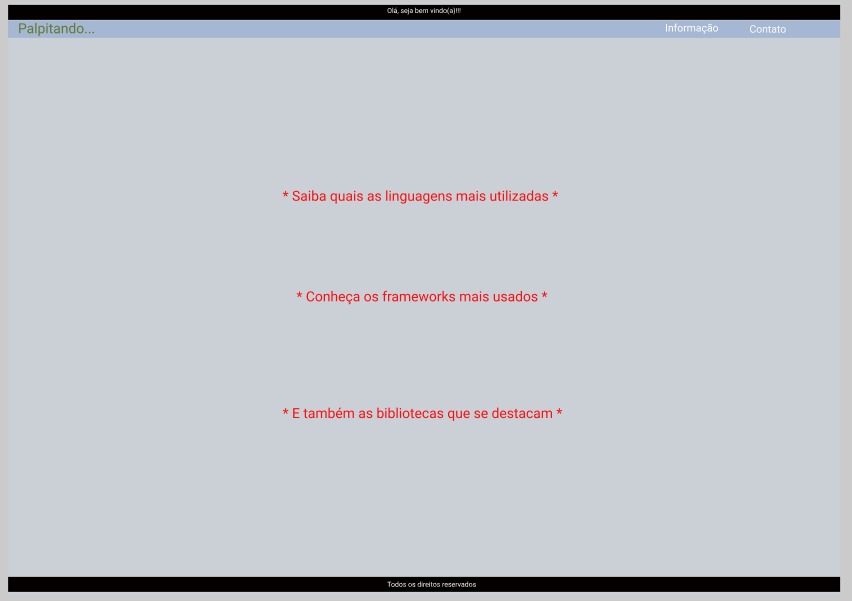 Olá, seja bem vindo(a)!!!
Palpitando...
Informação
Contato
* Saiba quais as linguagens mais utilizadas *
* Conheça os frameworks mais usados *
* E também as bibliotecas que se destacam *
Todos os direitos reservados